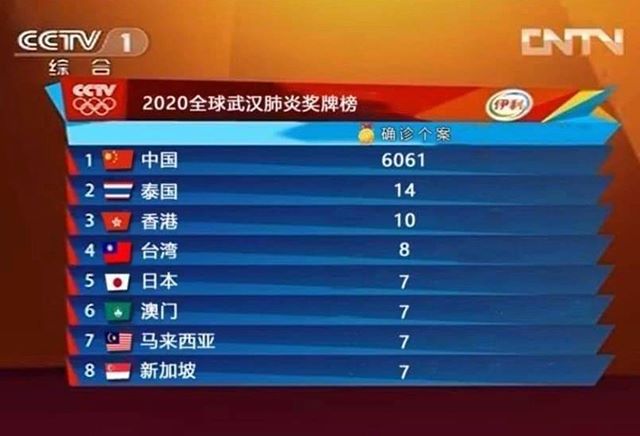 CCTV 1
综合
CNTV
CCTV
2020全球武汉肺炎奖牌榜
伊利
确诊个案
1 中国 6061
2 泰国 14
3 香港 10
4 台湾 8
5 日本 7
6 澳门 7
7 马来西亚 7
8 新加坡 7